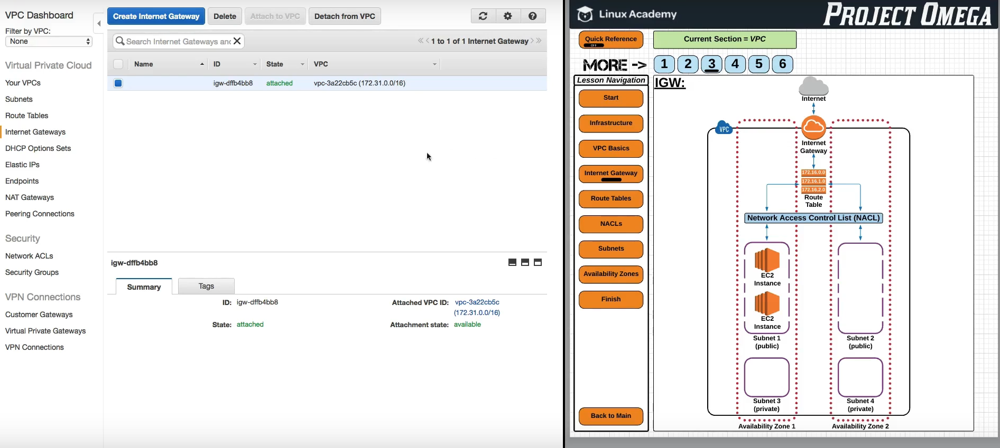 VPC Dashboard
Filter by VPC:
None
Virtual Private Cloud
Your VPCs
Subnets
Route Tables
Internet Gateways
DHCP Options Sets
Elastic IPs
Endpoints
NAT Gateways
Peering Connections
Security
Network ACLs
Security Groups
VPN Connections
Customer Gateways
Virtual Private Gateways
VPN Connections
Create Internet Gateway
Delete
Attach to VPC
Detach from VPC
Search Internet Gateways and
1 to 1 of 1 Internet Gateway
Name ID State VPC
igw-dffb4bb8 attached vpc-3a22cb5c (172.31.0.0/16)
igw-dffb4bb8
Summary
Tags
ID: igw-dffb4bb8
State: attached
Attached VPC ID: vpc-3a22cb5c
(172.31.0.0/16)
Attachment state: available
Linux Academy
PROJECT OMEGA
Quick Reference
OFF
Current Section = VPC
MORE ->
1 2 3 4 5 6
Lesson Navigation
Start
Infrastructure
VPC Basics
Internet Gateway
Route Tables
NACLs
Subnets
Availability Zones
Finish
Back to Main
IGW:
Internet
VPC
Internet
Gateway
172.16.0.0
172.16.1.0
172.16.2.0
Route
Table
Network Access Control List (NACL)
EC2
Instance
EC2
Instance
Subnet 1
(public)
Subnet 2
(public)
Subnet 3
(private)
Subnet 4
(private)
Availability Zone 1
Availability Zone 2